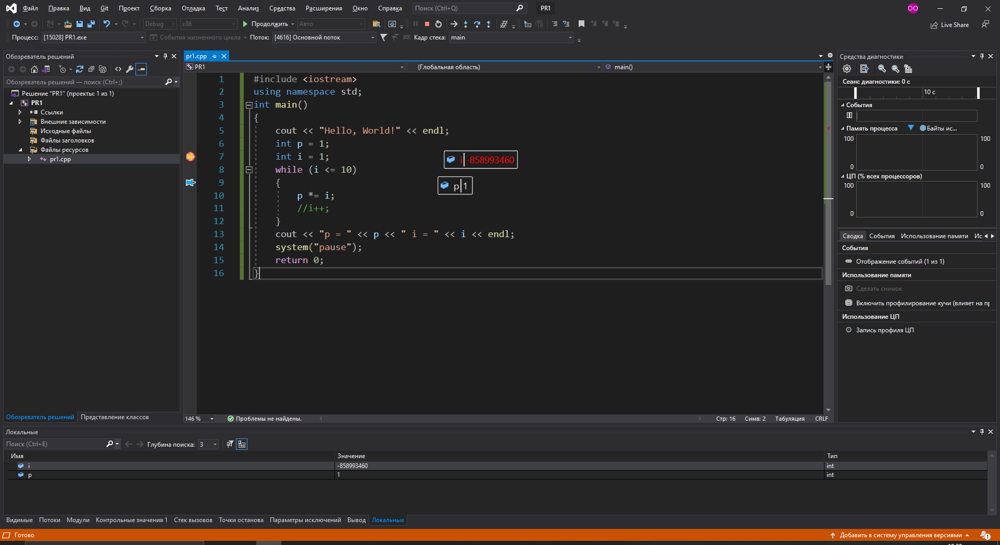 Файл Правка Вид Git Проект Сборка Отладка Тест Анализ Средства Расширения Окно Справка Поиск (Ctrl+Q) PR1 OO
Debug x86 Продолжить Авто Live Share
Процесс: [15028] PR1.exe События жизненного цикла Поток: [4616] Основной поток Кадр стека: main
Обозреватель решений
Обозреватель решений — поиск (Ctrl+;)
Решение "PR1" (проекты: 1 из 1)
PR1
Ссылки
Внешние зависимости
Исходные файлы
Файлы заголовков
Файлы ресурсов
pr1.cpp
Обозреватель решений Представление классов
pr1.cpp
PR1 (Глобальная область) main()
1 #include <iostream>
2 using namespace std;
3 int main()
4 {
5 cout << "Hello, World!" << endl;
6 int p = 1;
7 int i = 1;
i -858993460
8 while (i <= 10)
9 {
p 1
10 p *= i;
11 //i++;
12 }
13 cout << "p = " << p << " i = " << i << endl;
14 system("pause");
15 return 0;
16 }
146 % Проблемы не найдены. Стр: 16 Симв: 2 Табуляция CRLF
Средства диагностики
Сеанс диагностики: 0 с
10 с
События
Память процесса Байты ис...
100 100
0 0
ЦП (% всех процессоров)
100 100
0 0
Сводка События Использование памяти Ис
События
Отображение событий (1 из 1)
Использование памяти
Сделать снимок
Включить профилирование кучи (влияет на пр
Использование ЦП
Запись профиля ЦП
Локальные
Поиск (Ctrl+E) Глубина поиска: 3
Имя Значение Тип
i -858993460 int
p 1 int
Видимые Потоки Модули Контрольные значения 1 Стек вызовов Точки останова Параметры исключений Вывод Локальные
Готово Добавить в систему управления версиями 1